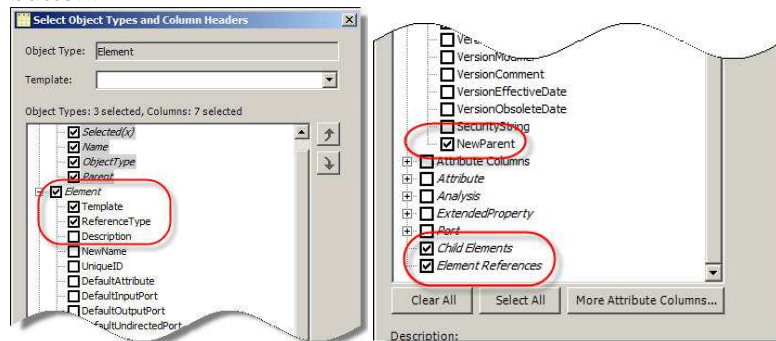 Select Object Types and Column Headers
Object Type: Element
Template:
Object Types: 3 selected, Columns: 7 selected
Selected(x)
Name
ObjectType
Parent
Element
Template
ReferenceType
Description
NewName
UniqueID
DefaultAttribute
DefaultInputPort
DefaultOutputPort
DefaultUndirectedPort
VersionComment
VersionEffectiveDate
VersionObsoleteDate
SecurityString
NewParent
Attribute Columns
Attribute
Analysis
ExtendedProperty
Port
Child Elements
Element References
Clear All
Select All
More Attribute Columns...
Description: